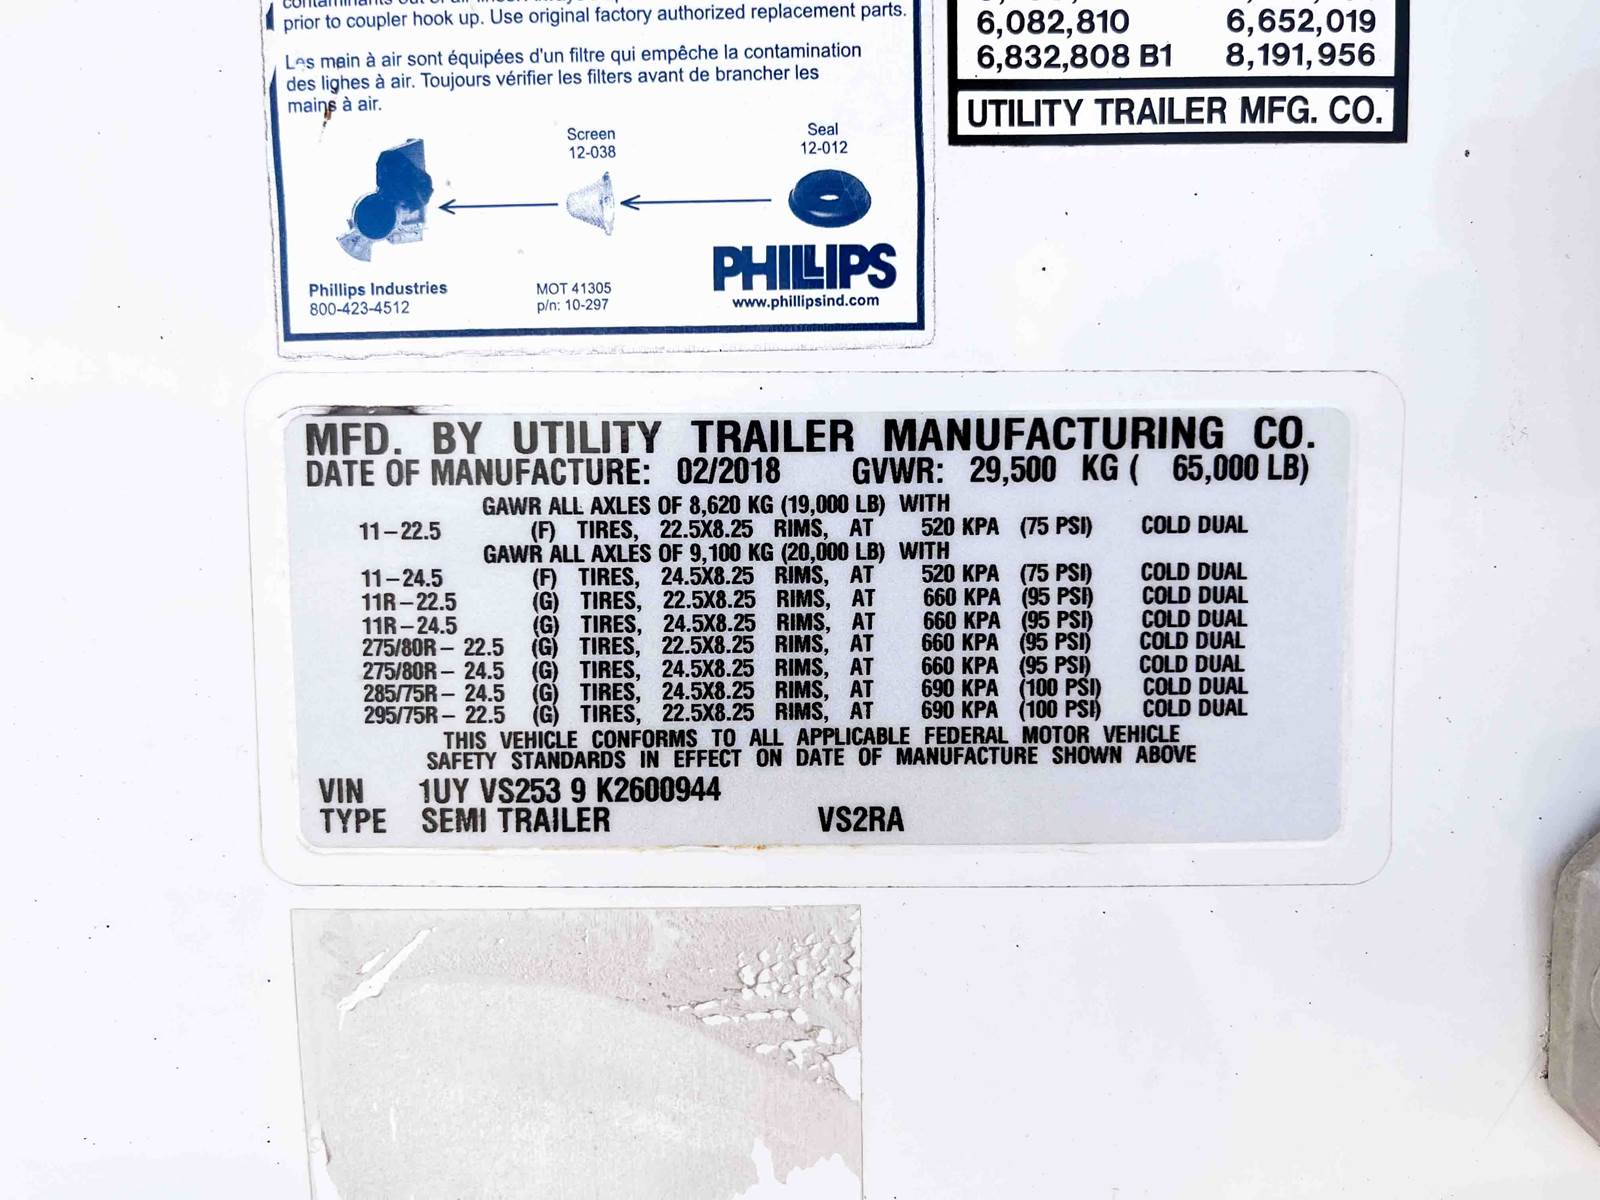 prior to coupler hook up. Use original factory authorized replacement parts.
Les main à air sont équipées d'un filtre qui empêche la contamination
des lighes à air. Toujours vérifier les filters avant de brancher les
mains à air.
Screen
12-038
Seal
12-012
PHILLIPS
www.phillipsind.com
Phillips Industries
800-423-4512
MOT 41305
p/n: 10-297
6,082,810 6,652,019
6,832,808 B1 8,191,956
UTILITY TRAILER MFG. CO.
MFD. BY UTILITY TRAILER MANUFACTURING CO.
DATE OF MANUFACTURE: 02/2018 GVWR: 29,500 KG ( 65,000 LB)
GAWR ALL AXLES OF 8,620 KG (19,000 LB) WITH
11-22.5 (F) TIRES, 22.5X8.25 RIMS, AT 520 KPA (75 PSI) COLD DUAL
GAWR ALL AXLES OF 9,100 KG (20,000 LB) WITH
11-24.5 (F) TIRES, 24.5X8.25 RIMS, AT 520 KPA (75 PSI) COLD DUAL
11R-22.5 (G) TIRES, 22.5X8.25 RIMS, AT 660 KPA (95 PSI) COLD DUAL
11R-24.5 (G) TIRES, 24.5X8.25 RIMS, AT 660 KPA (95 PSI) COLD DUAL
275/80R- 22.5 (G) TIRES, 22.5X8.25 RIMS, AT 660 KPA (95 PSI) COLD DUAL
275/80R- 24.5 (G) TIRES, 24.5X8.25 RIMS, AT 660 KPA (95 PSI) COLD DUAL
285/75R- 24.5 (G) TIRES, 24.5X8.25 RIMS, AT 690 KPA (100 PSI) COLD DUAL
295/75R- 22.5 (G) TIRES, 22.5X8.25 RIMS, AT 690 KPA (100 PSI) COLD DUAL
THIS VEHICLE CONFORMS TO ALL APPLICABLE FEDERAL MOTOR VEHICLE
SAFETY STANDARDS IN EFFECT ON DATE OF MANUFACTURE SHOWN ABOVE
VIN 1UY VS253 9 K2600944
TYPE SEMI TRAILER VS2RA